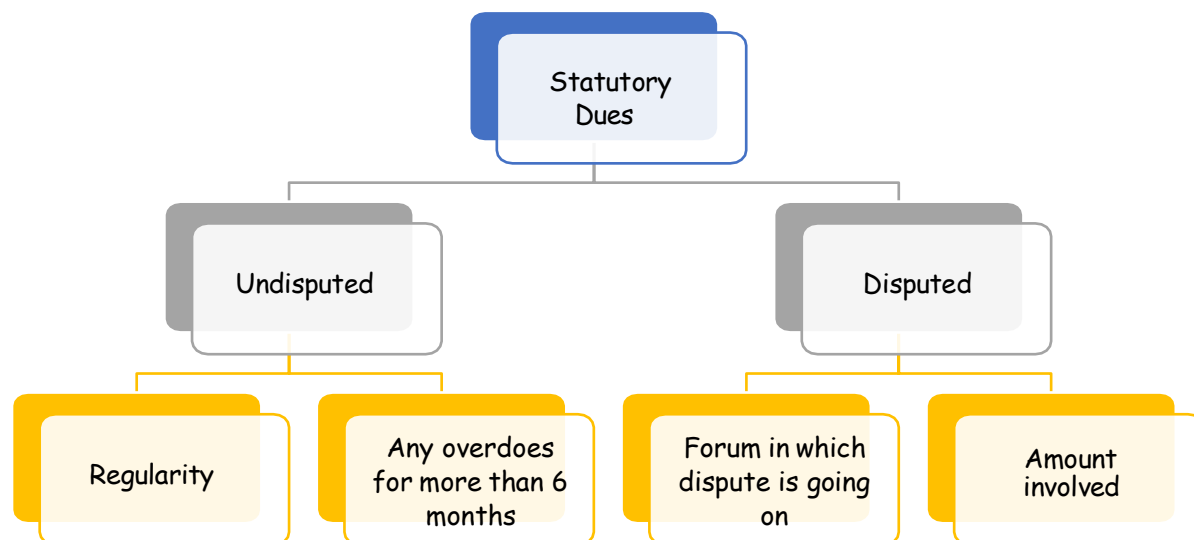 Statutory
Dues
Undisputed
Disputed
Regularity
Any overdoes
for more than 6
months
Forum in which
dispute is going
on
Amount
involved